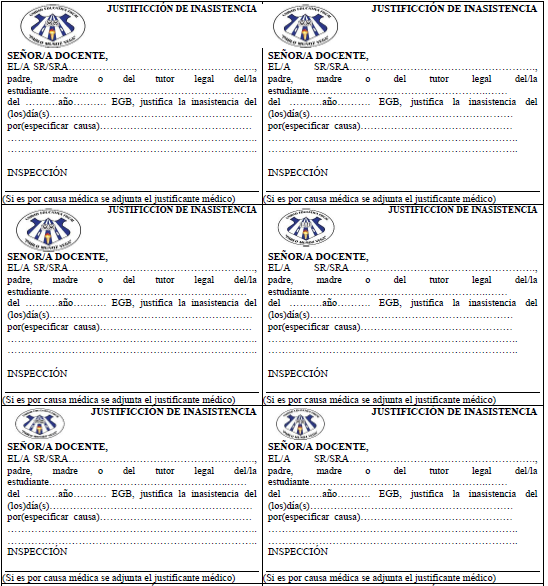 JUSTIFICCIÓN DE INASISTENCIA
SEÑOR/A DOCENTE,
EL/A SR/SRA……………………………………………,
padre, madre o del tutor legal del/la
estudiante………………………………………………
del ………año……… EGB, justifica la inasistencia del
(los)día(s)………………………………………………
por(especificar causa)…………………………………
……………………………………………………………..
……………………………………………………………...
INSPECCIÓN
(Si es por causa médica se adjunta el justificante médico)
JUSTIFICCIÓN DE INASISTENCIA
SEÑOR/A DOCENTE,
EL/A SR/SRA……………………………………………,
padre, madre o del tutor legal del/la
estudiante………………………………………………
del ………año……… EGB, justifica la inasistencia del
(los)día(s)………………………………………………
por(especificar causa)…………………………………
……………………………………………………………..
……………………………………………………………...
INSPECCIÓN
(Si es por causa médica se adjunta el justificante médico)
JUSTIFICCIÓN DE INASISTENCIA
SEÑOR/A DOCENTE,
EL/A SR/SRA……………………………………………,
padre, madre o del tutor legal del/la
estudiante………………………………………………
del ………año……… EGB, justifica la inasistencia del
(los)día(s)………………………………………………
por(especificar causa)…………………………………
……………………………………………………………..
……………………………………………………………...
INSPECCIÓN
(Si es por causa médica se adjunta el justificante médico)
JUSTIFICCIÓN DE INASISTENCIA
SEÑOR/A DOCENTE,
EL/A SR/SRA……………………………………………,
padre, madre o del tutor legal del/la
estudiante………………………………………………
del ………año……… EGB, justifica la inasistencia del
(los)día(s)………………………………………………
por(especificar causa)…………………………………
……………………………………………………………..
……………………………………………………………...
INSPECCIÓN
(Si es por causa médica se adjunta el justificante médico)
JUSTIFICCIÓN DE INASISTENCIA
SEÑOR/A DOCENTE,
EL/A SR/SRA……………………………………………,
padre, madre o del tutor legal del/la
estudiante………………………………………………
del ………año……… EGB, justifica la inasistencia del
(los)día(s)………………………………………………
por(especificar causa)…………………………………
……………………………………………………………..
……………………………………………………………...
INSPECCIÓN
(Si es por causa médica se adjunta el justificante médico)
JUSTIFICCIÓN DE INASISTENCIA
SEÑOR/A DOCENTE,
EL/A SR/SRA……………………………………………,
padre, madre o del tutor legal del/la
estudiante………………………………………………
del ………año……… EGB, justifica la inasistencia del
(los)día(s)………………………………………………
por(especificar causa)…………………………………
……………………………………………………………..
……………………………………………………………...
INSPECCIÓN
(Si es por causa médica se adjunta el justificante médico)